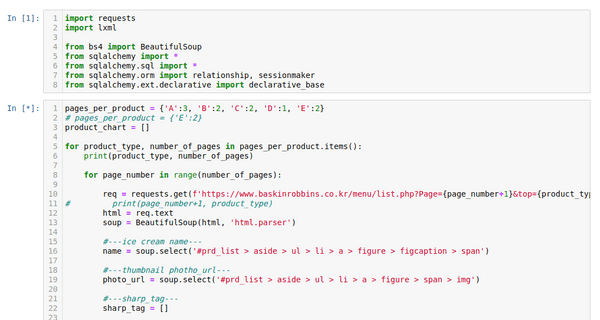 In [1]:
1 import requests
2 import lxml
3
4 from bs4 import BeautifulSoup
5 from sqlalchemy import *
6 from sqlalchemy.sql import *
7 from sqlalchemy.orm import relationship, sessionmaker
8 from sqlalchemy.ext.declarative import declarative_base
In [*]:
1 pages_per_product = {'A':3, 'B':2, 'C':2, 'D':1, 'E':2}
2 # pages_per_product = {'E':2}
3 product_chart = []
4
5 for product_type, number_of_pages in pages_per_product.items():
6     print(product_type, number_of_pages)
7
8     for page_number in range(number_of_pages):
9
10         req = requests.get(f'https://www.baskinrobbins.co.kr/menu/list.php?Page={page_number+1}&top={product_typ
11 #         print(page_number+1, product_type)
12         html = req.text
13         soup = BeautifulSoup(html, 'html.parser')
14
15         #---ice cream name---
16         name = soup.select('#prd_list > aside > ul > li > a > figure > figcaption > span')
17
18         #---thumbnail photho_url---
19         photo_url = soup.select('#prd_list > aside > ul > li > a > figure > span > img')
20
21         #---sharp_tag---
22         sharp_tag = []
23